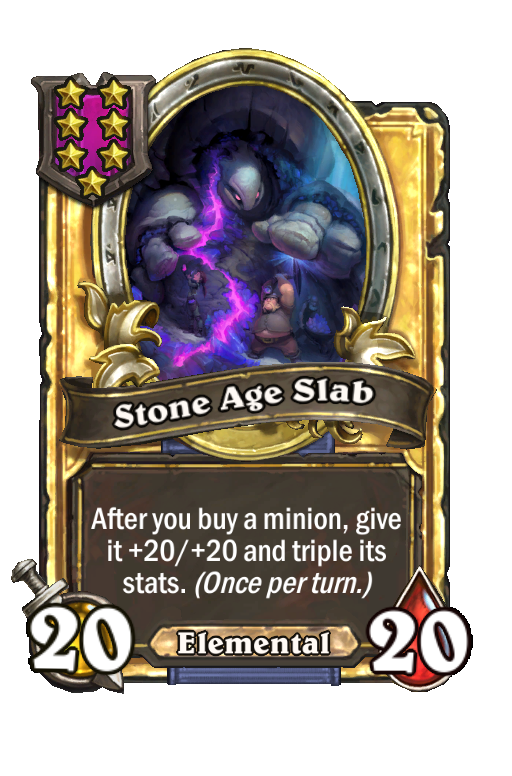 Stone Age Slab
After you buy a minion, give
it +20/+20 and triple its
stats. (Once per turn.)
20
Elemental
20